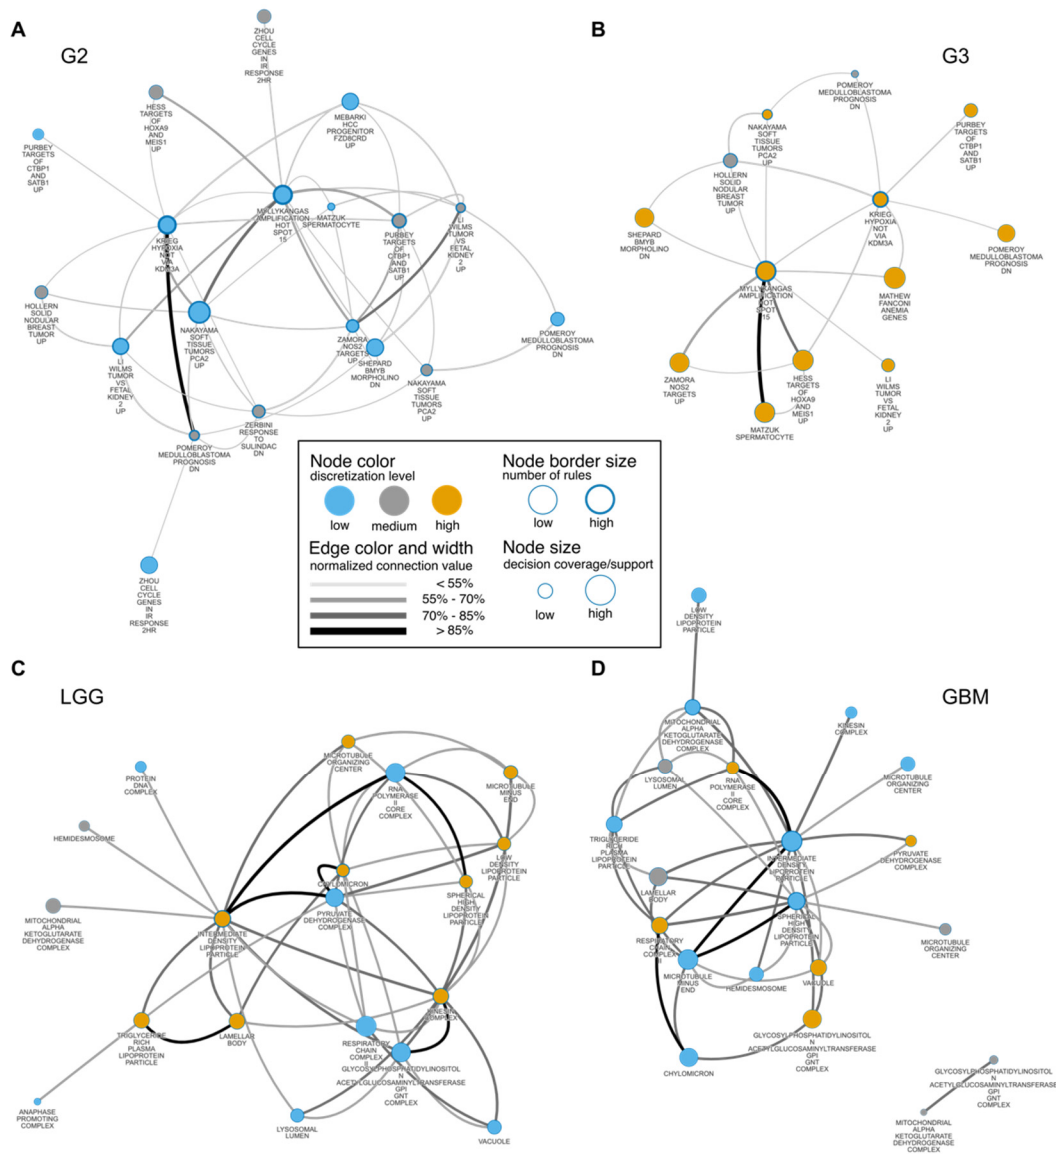 A
G2
ZHOU
CELL
CYCLE
GENES
IN
IR
RESPONSE
2HR
HESS
TARGETS
OF
HOXA9
AND
MEIS1
UP
MEBARKI
HCC
PROGENITOR
FZD8CRD
UP
PURBEY
TARGETS
OF
CTBP1
AND
SATB1
UP
KRIEG
HYPOXIA
NOT
VIA
KDM3A
MYLLYKANGAS
AMPLIFICATION
HOT
SPOT
15
MATZUK
SPERMATOCYTE
PURBEY
TARGETS
OF
CTBP1
AND
SATB1
UP
LI
WILMS
TUMOR
VS
FETAL
KIDNEY
2
UP
HOLLERN
SOLID
NODULAR
BREAST
TUMOR
UP
NAKAYAMA
SOFT
TISSUE
TUMORS
PCA2
UP
LI
WILMS
TUMOR
VS
FETAL
KIDNEY
2
UP
ZAMORA
NOS2
TARGETS
UP
SHEPARD
BMYB
MORPHOLINO
DN
POMEROY
MEDULLOBLASTOMA
PROGNOSIS
DN
NAKAYAMA
SOFT
TISSUE
TUMORS
PCA2
UP
ZERBINI
RESPONSE
TO
SULINDAC
DN
POMEROY
MEDULLOBLASTOMA
PROGNOSIS
DN
ZHOU
CELL
CYCLE
GENES
IN
IR
RESPONSE
2HR
B
G3
POMEROY
MEDULLOBLASTOMA
PROGNOSIS
DN
NAKAYAMA
SOFT
TISSUE
TUMORS
PCA2
UP
PURBEY
TARGETS
OF
CTBP1
AND
SATB1
UP
HOLLERN
SOLID
NODULAR
BREAST
TUMOR
UP
KRIEG
HYPOXIA
NOT
VIA
KDM3A
SHEPARD
BMYB
MORPHOLINO
DN
POMEROY
MEDULLOBLASTOMA
PROGNOSIS
DN
MYLLYKANGAS
AMPLIFICATION
HOT
SPOT
15
MATHEW
FANCONI
ANEMIA
GENES
ZAMORA
NOS2
TARGETS
UP
HESS
TARGETS
OF
HOXA9
AND
MEIS1
UP
LI
WILMS
TUMOR
VS
FETAL
KIDNEY
2
UP
MATZUK
SPERMATOCYTE
Node color
discretization level
low
medium
high
Edge color and width
normalized connection value
< 55%
55% - 70%
70% - 85%
> 85%
Node border size
number of rules
low
high
Node size
decision coverage/support
low
high
C
LGG
MICROTUBULE
ORGANIZING
CENTER
PROTEIN
DNA
COMPLEX
RNA
POLYMERASE
II
CORE
COMPLEX
MICROTUBULE
MINUS
END
HEMIDESMOSOME
LOW
DENSITY
LIPOPROTEIN
PARTICLE
CHYLOMICRON
SPHERICAL
HIGH
DENSITY
LIPOPROTEIN
PARTICLE
PYRUVATE
DEHYDROGENASE
COMPLEX
MITOCHONDRIAL
ALPHA
KETOGLUTARATE
DEHYDROGENASE
COMPLEX
INTERMEDIATE
DENSITY
LIPOPROTEIN
PARTICLE
KINESIN
COMPLEX
TRIGLYCERIDE
RICH
PLASMA
LIPOPROTEIN
PARTICLE
LAMELLAR
BODY
RESPIRATORY
CHAIN
COMPLEX
II
GLYCOSYLPHOSPHATIDYLINOSITOL
N
ACETYLGLUCOSAMINYLTRANSFERASE
GPI
GNT
COMPLEX
ANAPHASE
PROMOTING
COMPLEX
LYSOSOMAL
LUMEN
VACUOLE
D
GBM
LOW
DENSITY
LIPOPROTEIN
PARTICLE
MITOCHONDRIAL
ALPHA
KETOGLUTARATE
DEHYDROGENASE
COMPLEX
KINESIN
COMPLEX
LYSOSOMAL
LUMEN
RNA
POLYMERASE
II
CORE
COMPLEX
MICROTUBULE
ORGANIZING
CENTER
TRIGLYCERIDE
RICH
PLASMA
LIPOPROTEIN
PARTICLE
INTERMEDIATE
DENSITY
LIPOPROTEIN
PARTICLE
PYRUVATE
DEHYDROGENASE
COMPLEX
LAMELLAR
BODY
SPHERICAL
HIGH
DENSITY
LIPOPROTEIN
PARTICLE
RESPIRATORY
CHAIN
COMPLEX
II
MICROTUBULE
ORGANIZING
CENTER
MICROTUBULE
MINUS
END
HEMIDESMOSOME
VACUOLE
GLYCOSYLPHOSPHATIDYLINOSITOL
N
ACETYLGLUCOSAMINYLTRANSFERASE
GPI
GNT
COMPLEX
CHYLOMICRON
GLYCOSYLPHOSPHATIDYLINOSITOL
N
ACETYLGLUCOSAMINYLTRANSFERASE
GPI
GNT
COMPLEX
MITOCHONDRIAL
ALPHA
KETOGLUTARATE
DEHYDROGENASE
COMPLEX